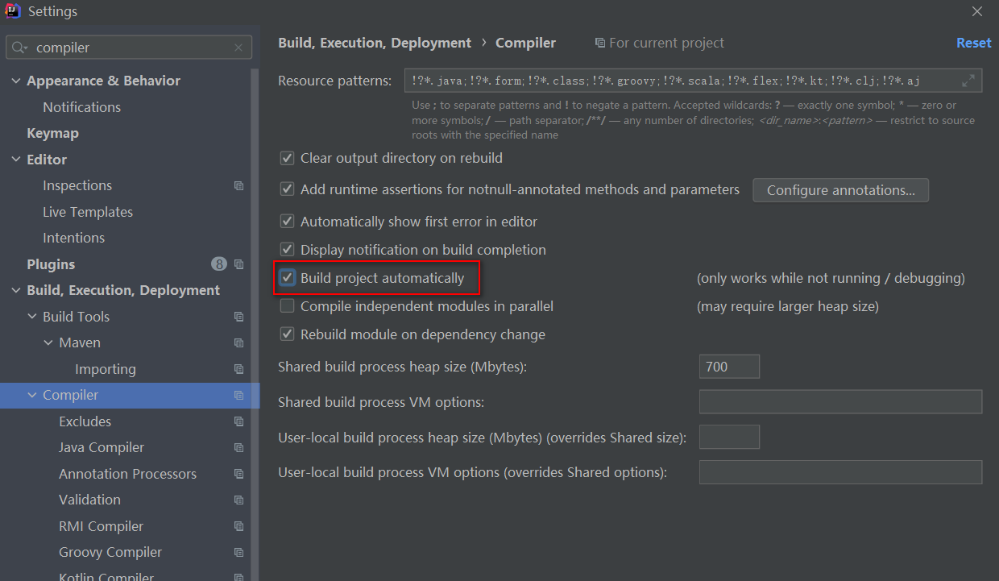 Settings
compiler
Appearance & Behavior
Notifications
Keymap
Editor
Inspections
Live Templates
Intentions
Plugins 8
Build, Execution, Deployment
Build Tools
Maven
Importing
Compiler
Excludes
Java Compiler
Annotation Processors
Validation
RMI Compiler
Groovy Compiler
Kotlin Compiler
Build, Execution, Deployment › Compiler For current project Reset
Resource patterns: !?*.java;!?*.form;!?*.class;!?*.groovy;!?*.scala;!?*.flex;!?*.kt;!?*.clj;!?*.aj
Use ; to separate patterns and ! to negate a pattern. Accepted wildcards: ? — exactly one symbol; * — zero or
more symbols; / — path separator; /**/ — any number of directories; <dir_name>:<pattern> — restrict to source
roots with the specified name
Clear output directory on rebuild
Add runtime assertions for notnull-annotated methods and parameters Configure annotations...
Automatically show first error in editor
Display notification on build completion
Build project automatically (only works while not running / debugging)
Compile independent modules in parallel (may require larger heap size)
Rebuild module on dependency change
Shared build process heap size (Mbytes): 700
Shared build process VM options:
User-local build process heap size (Mbytes) (overrides Shared size):
User-local build process VM options (overrides Shared options):